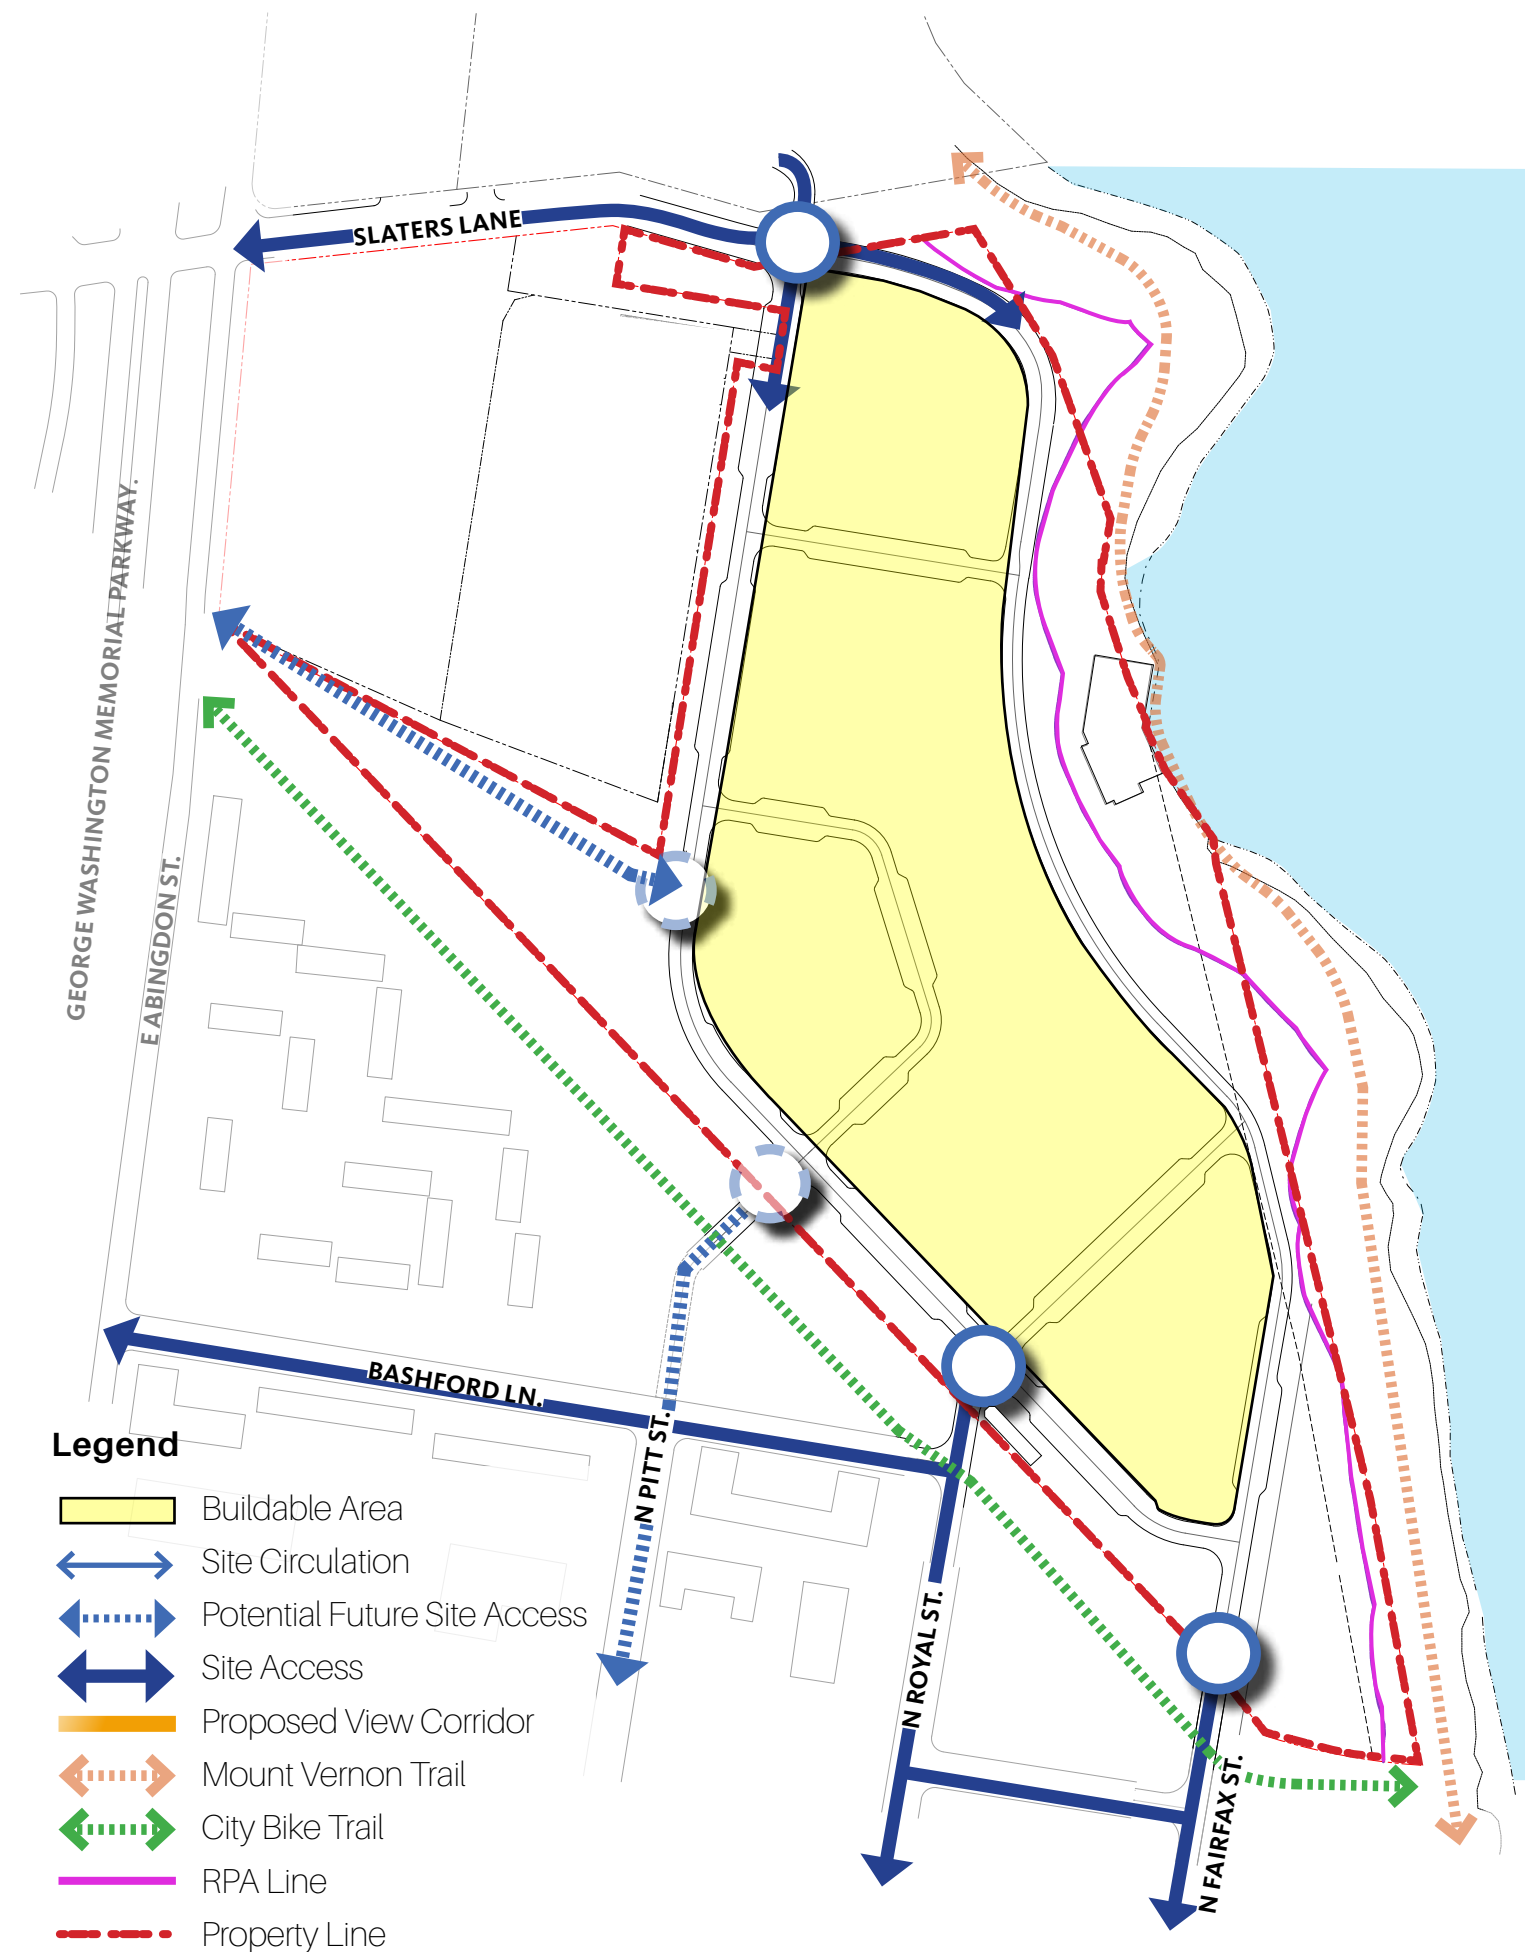 SLATERS LANE
GEORGE WASHINGTON MEMORIAL PARKWAY.
E ABINGDON ST.
BASHFORD LN.
N PITT ST.
N ROYAL ST.
N FAIRFAX ST.
Legend
Buildable Area
Site Circulation
Potential Future Site Access
Site Access
Proposed View Corridor
Mount Vernon Trail
City Bike Trail
RPA Line
Property Line